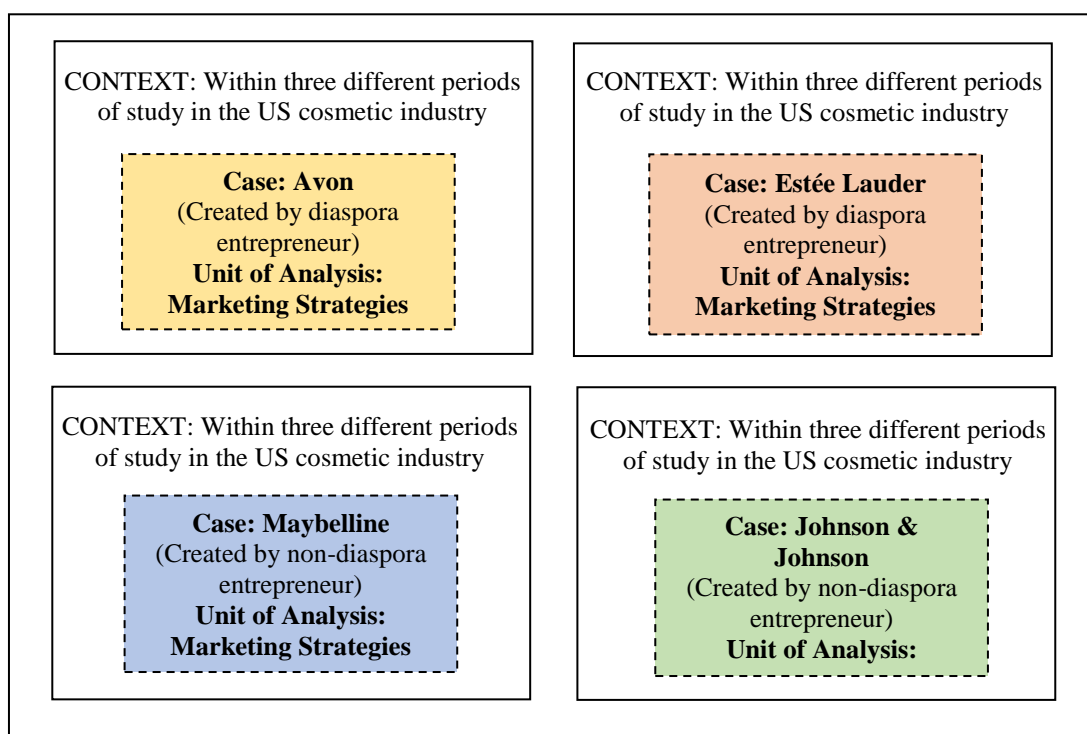 CONTEXT: Within three different periods
of study in the US cosmetic industry
Case: Avon
(Created by diaspora
entrepreneur)
Unit of Analysis:
Marketing Strategies
CONTEXT: Within three different periods
of study in the US cosmetic industry
Case: Estée Lauder
(Created by diaspora
entrepreneur)
Unit of Analysis:
Marketing Strategies
CONTEXT: Within three different periods
of study in the US cosmetic industry
Case: Maybelline
(Created by non-diaspora
entrepreneur)
Unit of Analysis:
Marketing Strategies
CONTEXT: Within three different periods
of study in the US cosmetic industry
Case: Johnson &
Johnson
(Created by non-diaspora
entrepreneur)
Unit of Analysis: